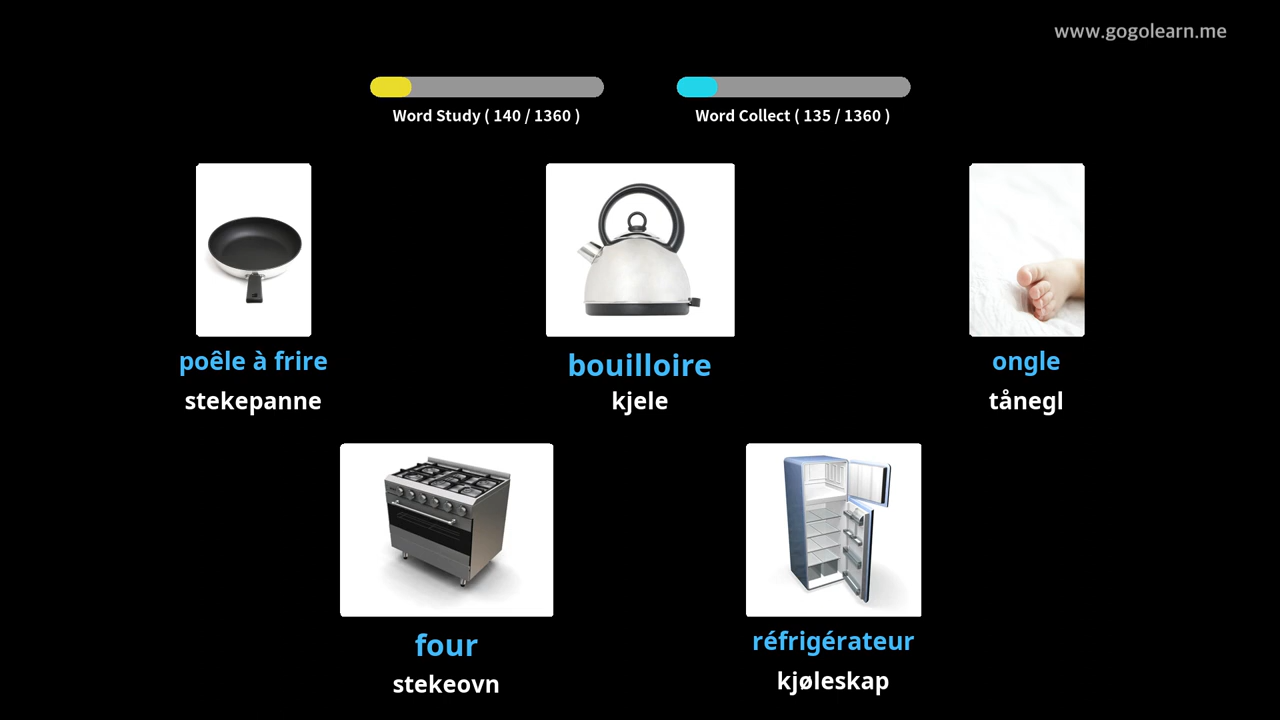 www.gogolearn.me
Word Study ( 140 / 1360 )
Word Collect ( 135 / 1360 )
poêle à frire
stekepanne
bouilloire
kjele
ongle
tånegl
four
stekeovn
réfrigérateur
kjøleskap